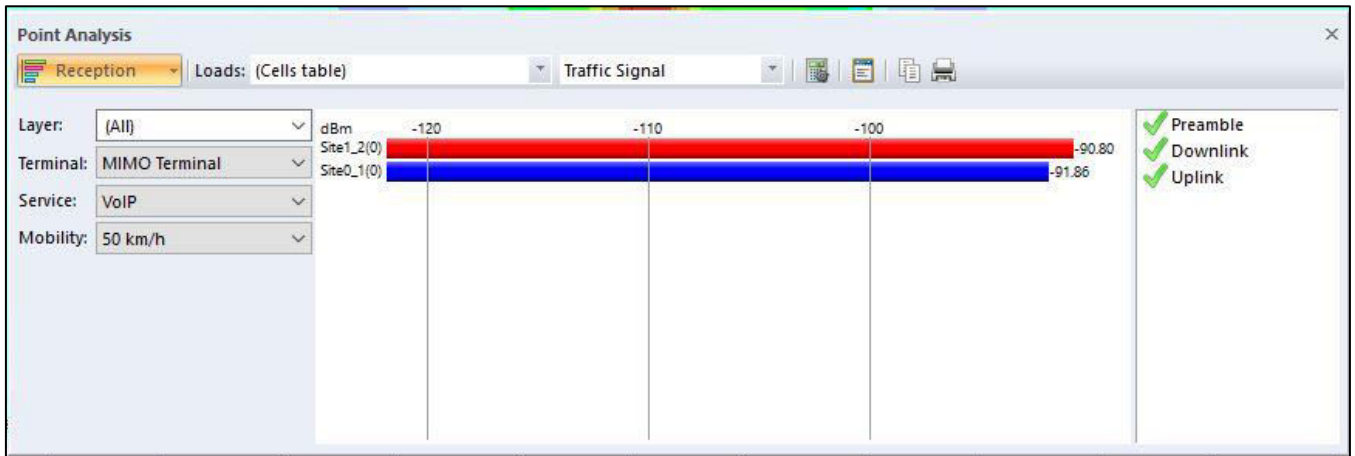 Point Analysis
Reception Loads: (Cells table) Traffic Signal
Layer: (All)
Terminal: MIMO Terminal
Service: VoIP
Mobility: 50 km/h
dBm -120 -110 -100
Site1_2(0) -90.80
Site0_1(0) -91.86
Preamble
Downlink
Uplink